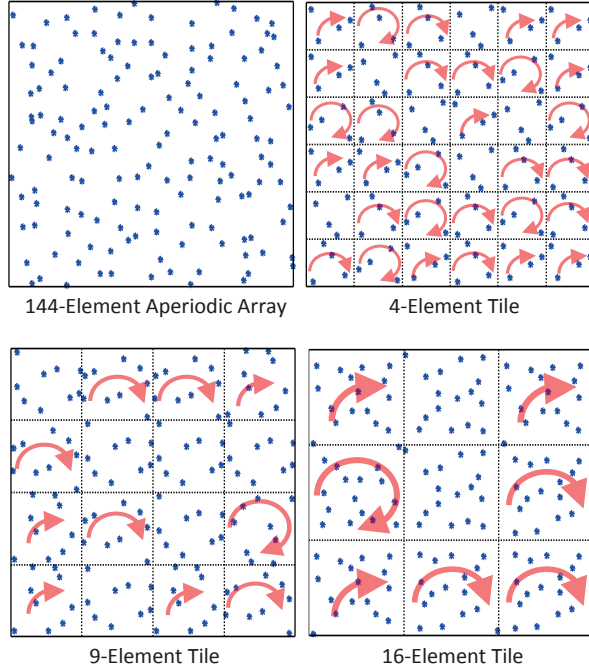 144-Element Aperiodic Array
4-Element Tile
9-Element Tile
16-Element Tile